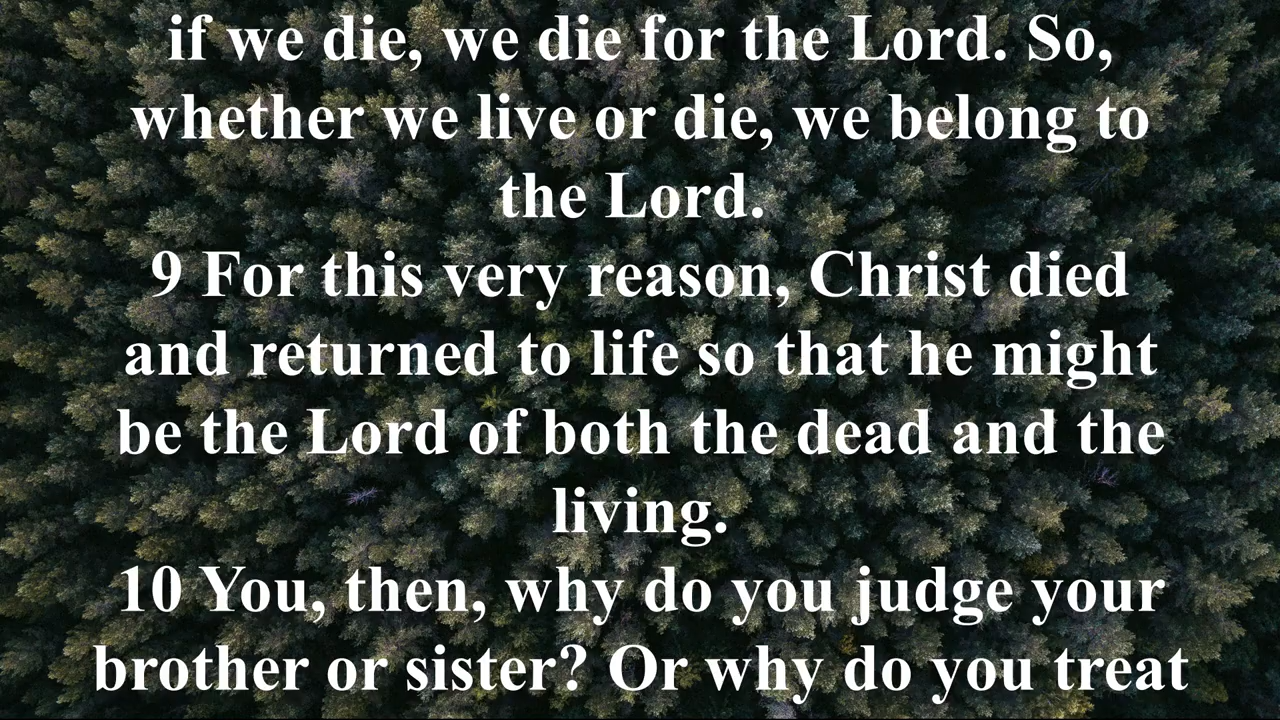 if we die, we die for the Lord. So,
whether we live or die, we belong to
the Lord.
9 For this very reason, Christ died
and returned to life so that he might
be the Lord of both the dead and the
living.
10 You, then, why do you judge your
brother or sister? Or why do you treat